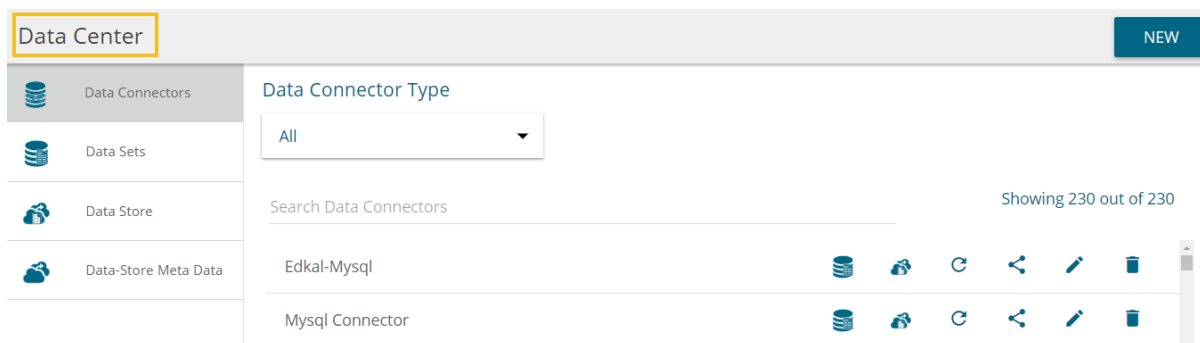 Data Center
NEW
Data Connectors
Data Sets
Data Store
Data-Store Meta Data
Data Connector Type
All
Search Data Connectors
Showing 230 out of 230
Edkal-Mysql
Mysql Connector